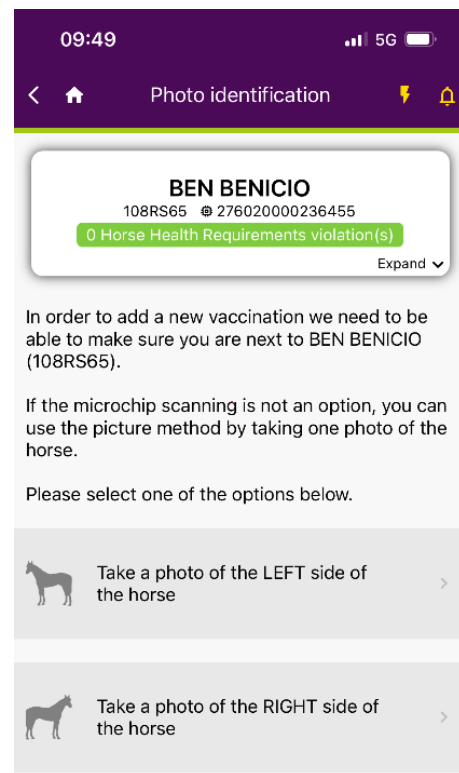 09:49
5G
Photo identification
BEN BENICIO
108RS65 276020000236455
0 Horse Health Requirements violation(s)
Expand
In order to add a new vaccination we need to be
able to make sure you are next to BEN BENICIO
(108RS65).
If the microchip scanning is not an option, you can
use the picture method by taking one photo of the
horse.
Please select one of the options below.
Take a photo of the LEFT side of
the horse
Take a photo of the RIGHT side of
the horse